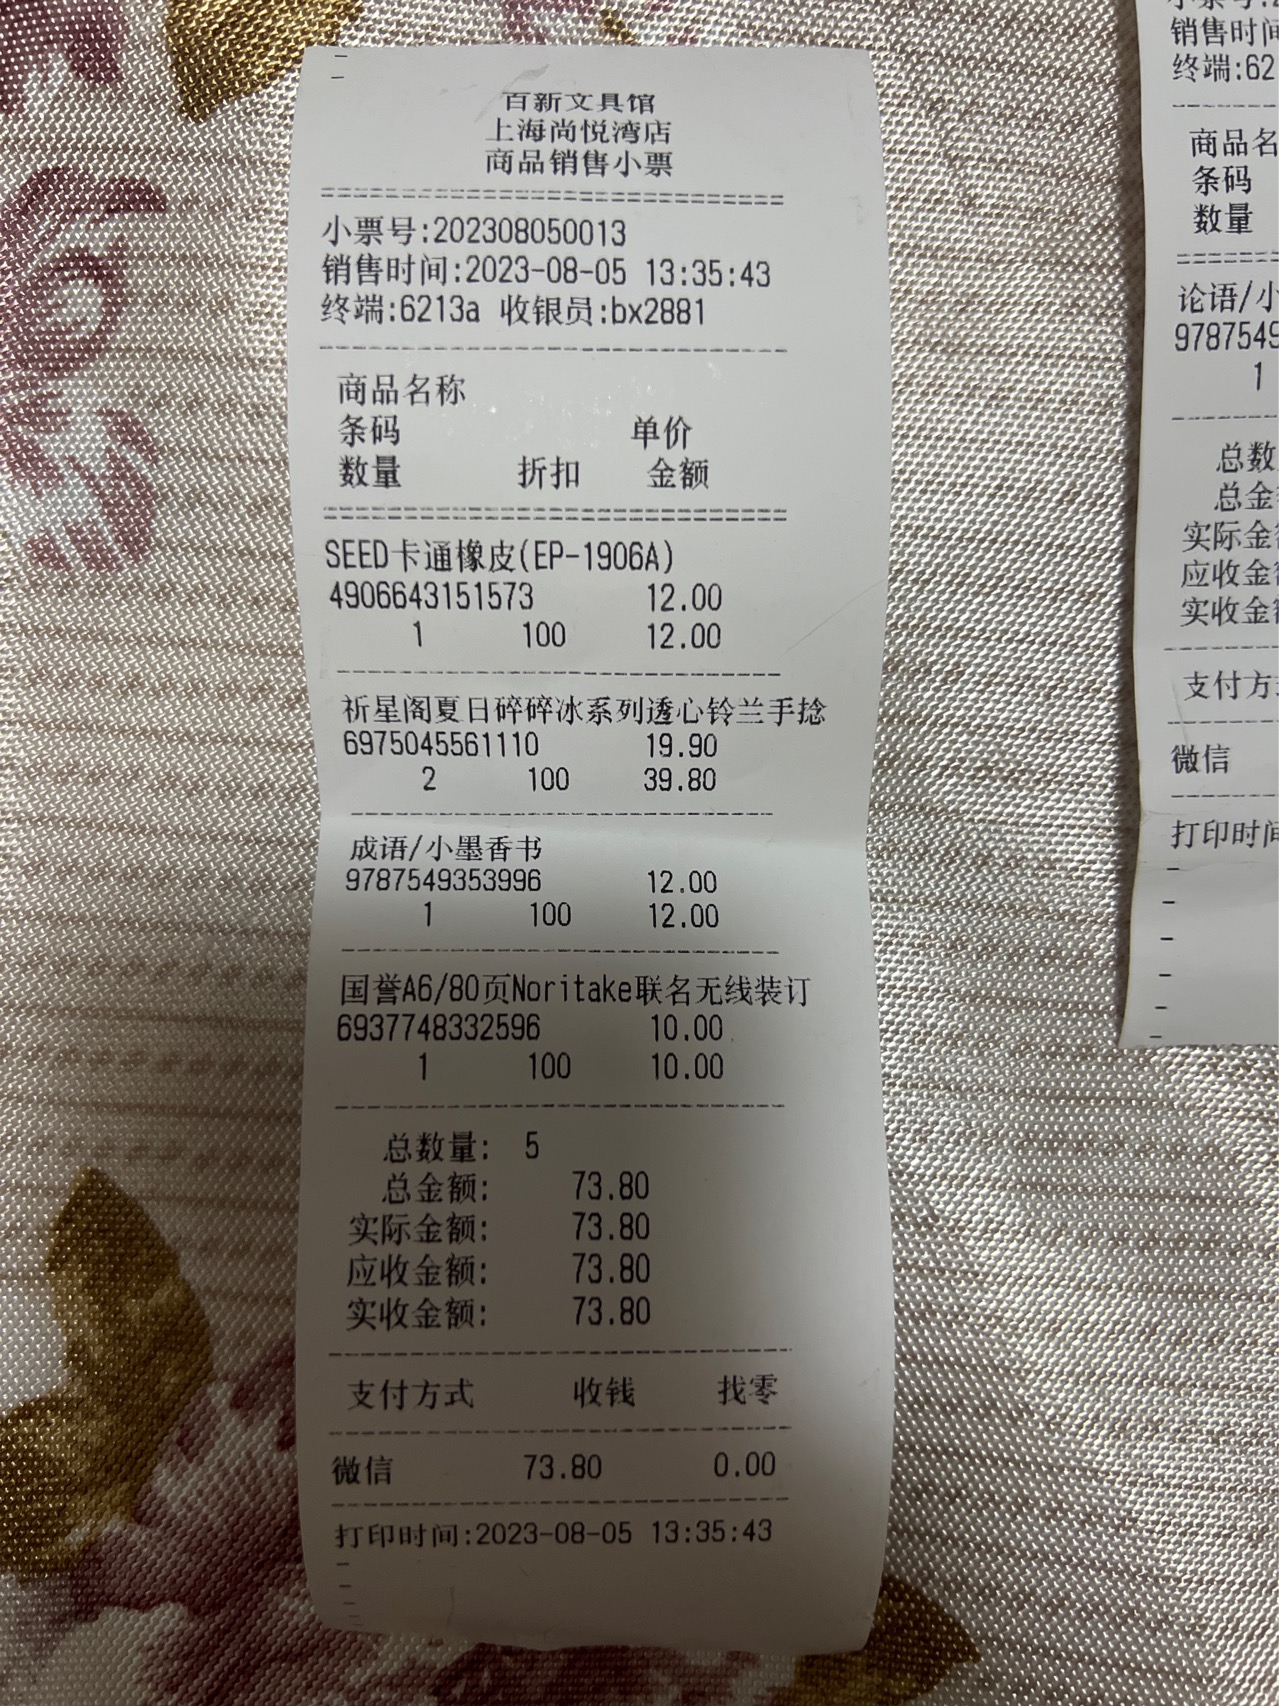 百新文具馆
上海尚悦湾店
商品销售小票
小票号:202308050013
销售时间:2023-08-05 13:35:43
终端:6213a 收银员:bx2881
商品名称
条码 单价
数量 折扣 金额
SEED卡通橡皮(EP-1906A)
4906643151573 12.00
1 100 12.00
祈星阁夏日碎碎冰系列透心铃兰手捻
6975045561110 19.90
2 100 39.80
成语/小墨香书
9787549353996 12.00
1 100 12.00
国誉A6/80页Noritake联名无线装订
6937748332596 10.00
1 100 10.00
总数量: 5
总金额: 73.80
实际金额: 73.80
应收金额: 73.80
实收金额: 73.80
支付方式 收钱 找零
微信 73.80 0.00
打印时间:2023-08-05 13:35:43
销售时间
终端:62
商品名
条码
数量
论语/小
9787549
1
总数
总金
实际金
应收金
实收金
支付方
微信
打印时间